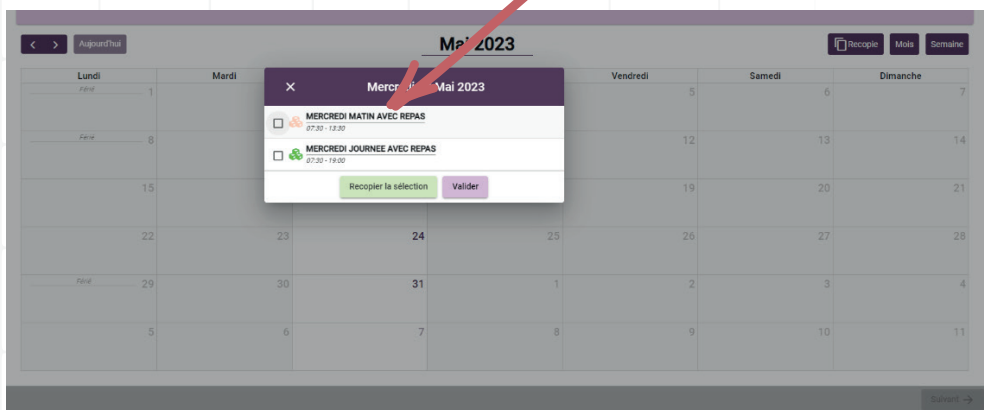 Aujourd'hui
Mai 2023
Recopie Mois Semaine
Lundi Mardi Vendredi Samedi Dimanche
Mai 2023
Férié 1 5 6 7
MERCREDI MATIN AVEC REPAS
07:30 - 13:30
Férié 8 12 13 14
MERCREDI JOURNEE AVEC REPAS
07:30 - 19:00
Recopier la sélection Valider
15 19 20 21
22 23 24 25 26 27 28
Férié 29 30 31 1 2 3 4
5 6 7 8 9 10 11
Suivant